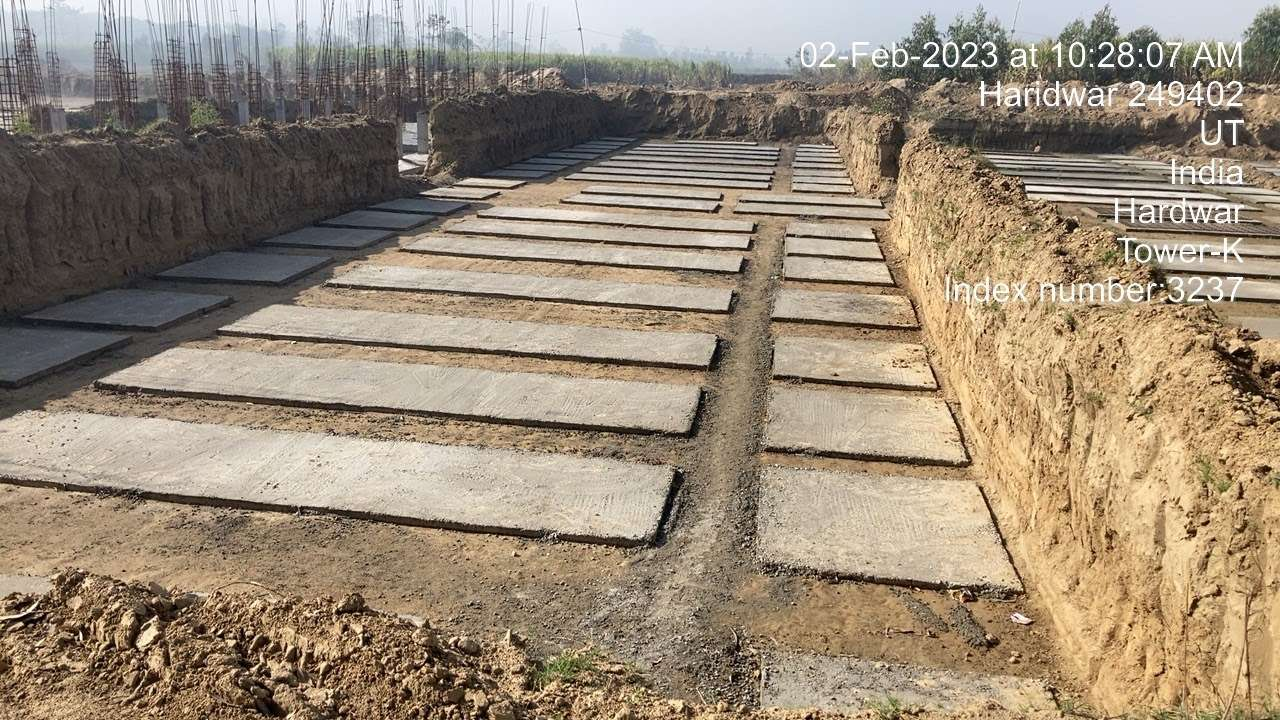 02-Feb-2023 at 10:28:07 AM
Haridwar 249402
UT
India
Hardwar
Tower-K
Index number:3237